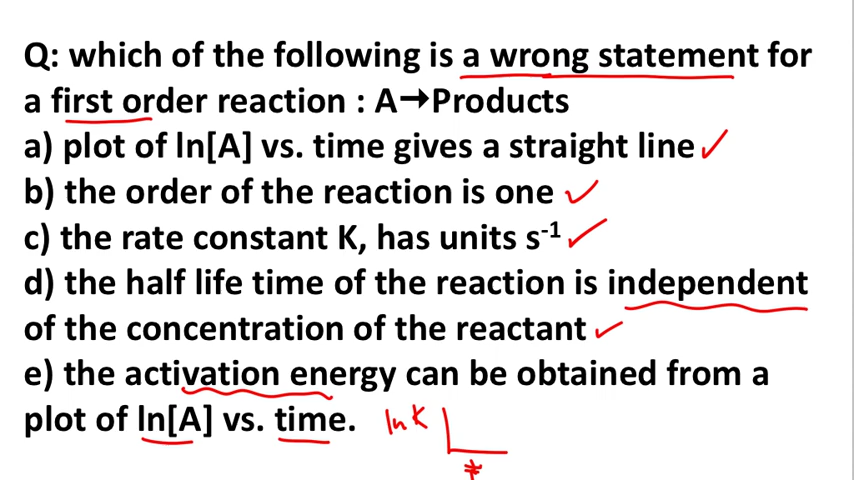 Q: which of the following is a wrong statement for
a first order reaction : A→Products
a) plot of ln[A] vs. time gives a straight line
b) the order of the reaction is one
c) the rate constant K, has units s⁻¹
d) the half life time of the reaction is independent
of the concentration of the reactant
e) the activation energy can be obtained from a
plot of ln[A] vs. time. ln K